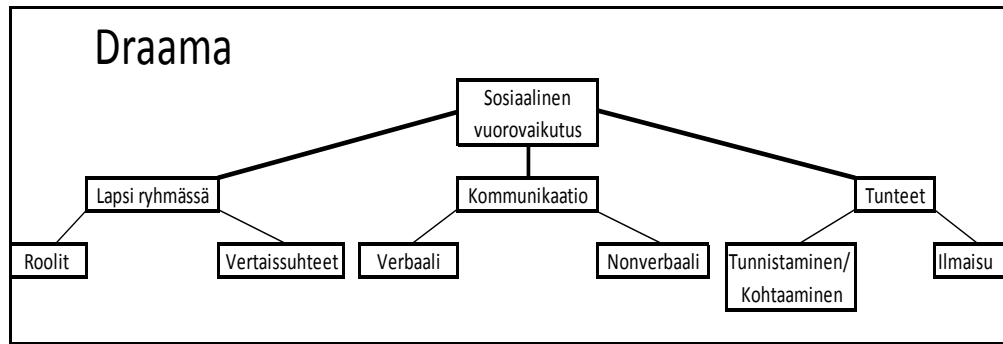 Draama
Sosiaalinen
vuorovaikutus
Lapsi ryhmässä
Kommunikaatio
Tunteet
Roolit
Vertaissuhteet
Verbaali
Nonverbaali
Tunnistaminen/
Kohtaaminen
Ilmaisu